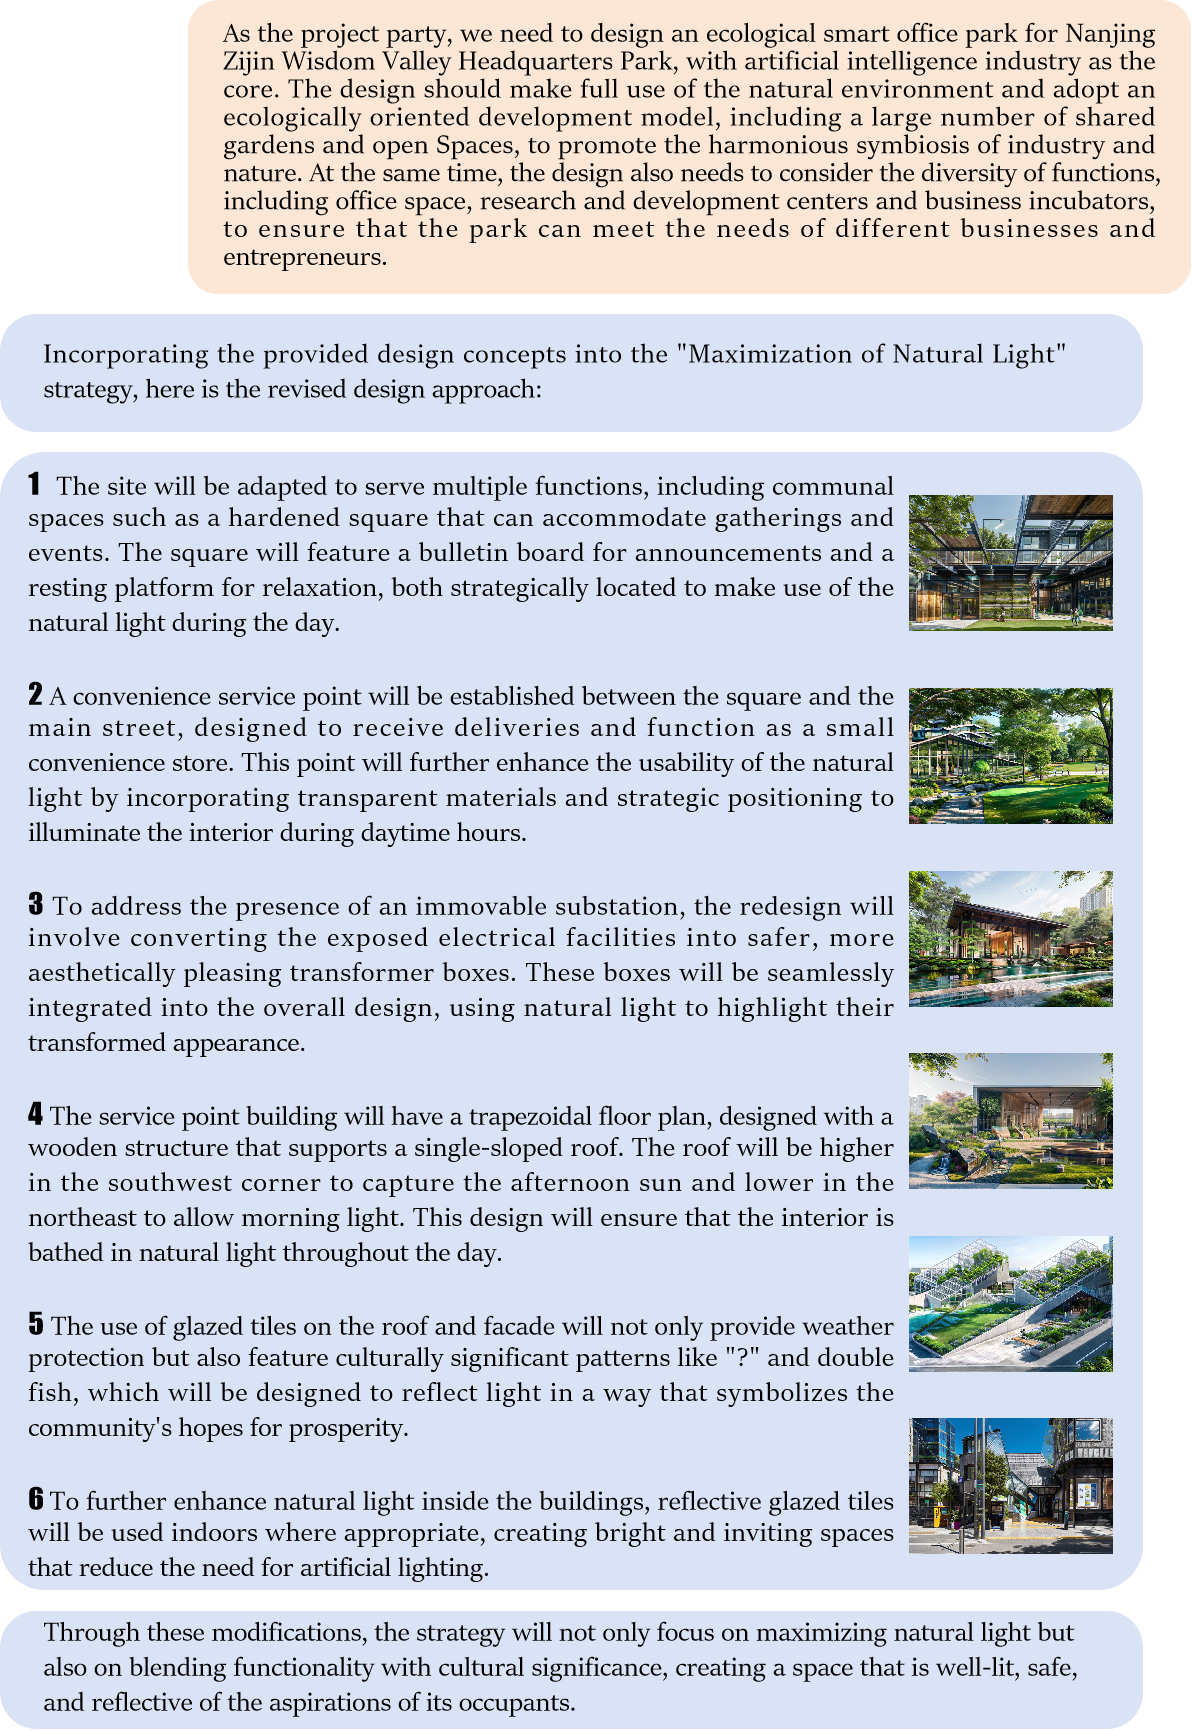 As the project party, we need to design an ecological smart office park for Nanjing
Zijin Wisdom Valley Headquarters Park, with artificial intelligence industry as the
core. The design should make full use of the natural environment and adopt an
ecologically oriented development model, including a large number of shared
gardens and open Spaces, to promote the harmonious symbiosis of industry and
nature. At the same time, the design also needs to consider the diversity of functions,
including office space, research and development centers and business incubators,
to ensure that the park can meet the needs of different businesses and
entrepreneurs.
Incorporating the provided design concepts into the "Maximization of Natural Light"
strategy, here is the revised design approach:
1 The site will be adapted to serve multiple functions, including communal
spaces such as a hardened square that can accommodate gatherings and
events. The square will feature a bulletin board for announcements and a
resting platform for relaxation, both strategically located to make use of the
natural light during the day.
2 A convenience service point will be established between the square and the
main street, designed to receive deliveries and function as a small
convenience store. This point will further enhance the usability of the natural
light by incorporating transparent materials and strategic positioning to
illuminate the interior during daytime hours.
3 To address the presence of an immovable substation, the redesign will
involve converting the exposed electrical facilities into safer, more
aesthetically pleasing transformer boxes. These boxes will be seamlessly
integrated into the overall design, using natural light to highlight their
transformed appearance.
4 The service point building will have a trapezoidal floor plan, designed with a
wooden structure that supports a single-sloped roof. The roof will be higher
in the southwest corner to capture the afternoon sun and lower in the
northeast to allow morning light. This design will ensure that the interior is
bathed in natural light throughout the day.
5 The use of glazed tiles on the roof and facade will not only provide weather
protection but also feature culturally significant patterns like "?" and double
fish, which will be designed to reflect light in a way that symbolizes the
community's hopes for prosperity.
6 To further enhance natural light inside the buildings, reflective glazed tiles
will be used indoors where appropriate, creating bright and inviting spaces
that reduce the need for artificial lighting.
Through these modifications, the strategy will not only focus on maximizing natural light but
also on blending functionality with cultural significance, creating a space that is well-lit, safe,
and reflective of the aspirations of its occupants.